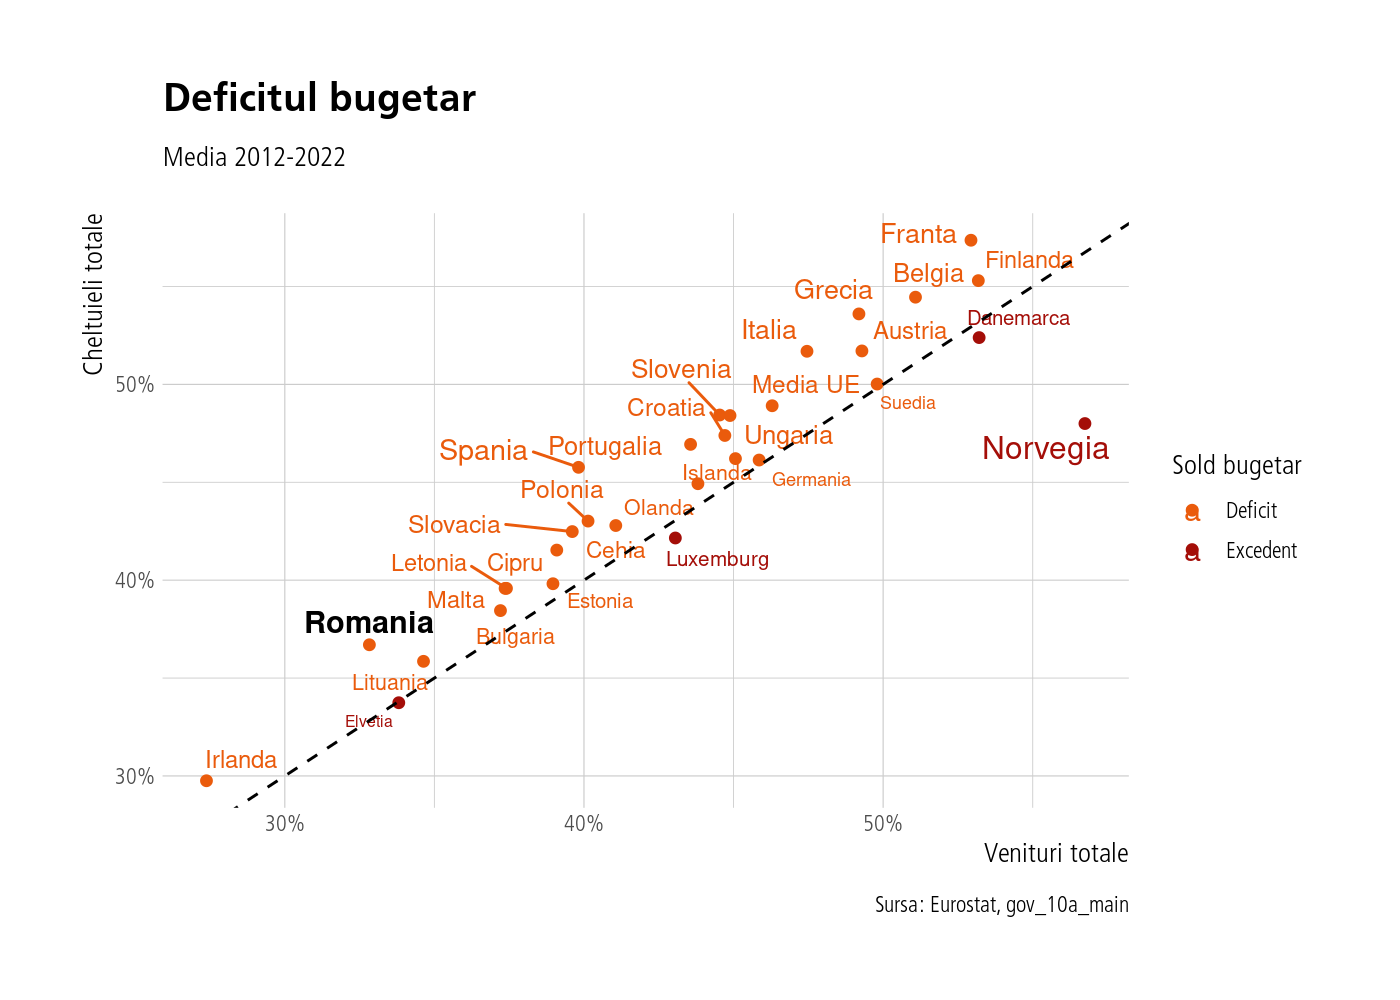 Deficitul bugetar
Media 2012-2022
Cheltuieli totale
Franta
Finlanda
Belgia
Grecia
Danemarca
Italia
Austria
Slovenia
50%
Media UE
Suedia
Croatia
Ungaria
Portugalia
Spania
Norvegia
Islanda
Germania
Polonia
Olanda
Slovacia
Cehia
Luxemburg
Letonia
Cipru
40%
Malta
Estonia
Romania
Bulgaria
Lituania
Elvetia
Irlanda
30%
30% 40% 50%
Venituri totale
Sold bugetar
a Deficit
a Excedent
Sursa: Eurostat, gov_10a_main